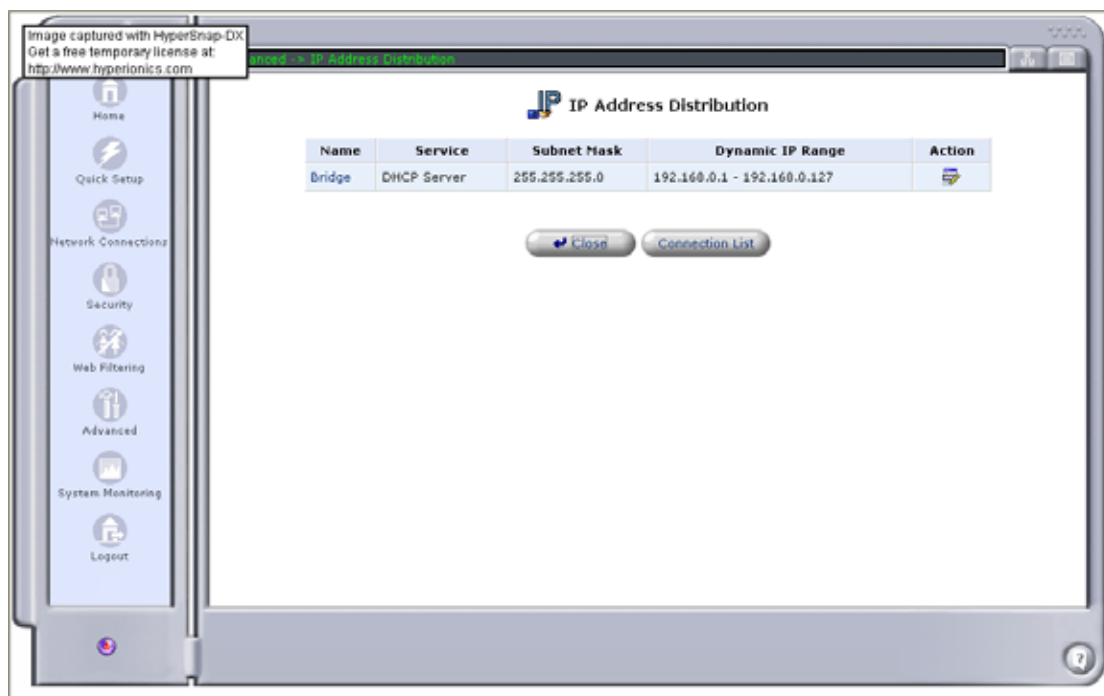 Image captured with HyperSnap-DX
Get a free temporary license at:
http://www.hyperionics.com
anced -> IP Address Distribution
Home
Quick Setup
Network Connections
Security
Web Filtering
Advanced
System Monitoring
Logout
IP Address Distribution
Name Service Subnet Mask Dynamic IP Range Action
Bridge DHCP Server 255.255.255.0 192.168.0.1 - 192.168.0.127
Close Connection List
?